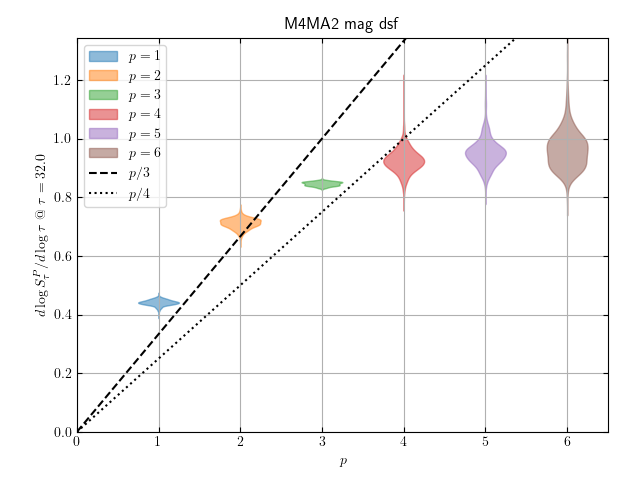 M4MA2 mag dsf
d log S_τ^P / d log τ @ τ = 32.0
1.2
1.0
0.8
0.6
0.4
0.2
0.0
p = 1
p = 2
p = 3
p = 4
p = 5
p = 6
p/3
p/4
0 1 2 3 4 5 6
p